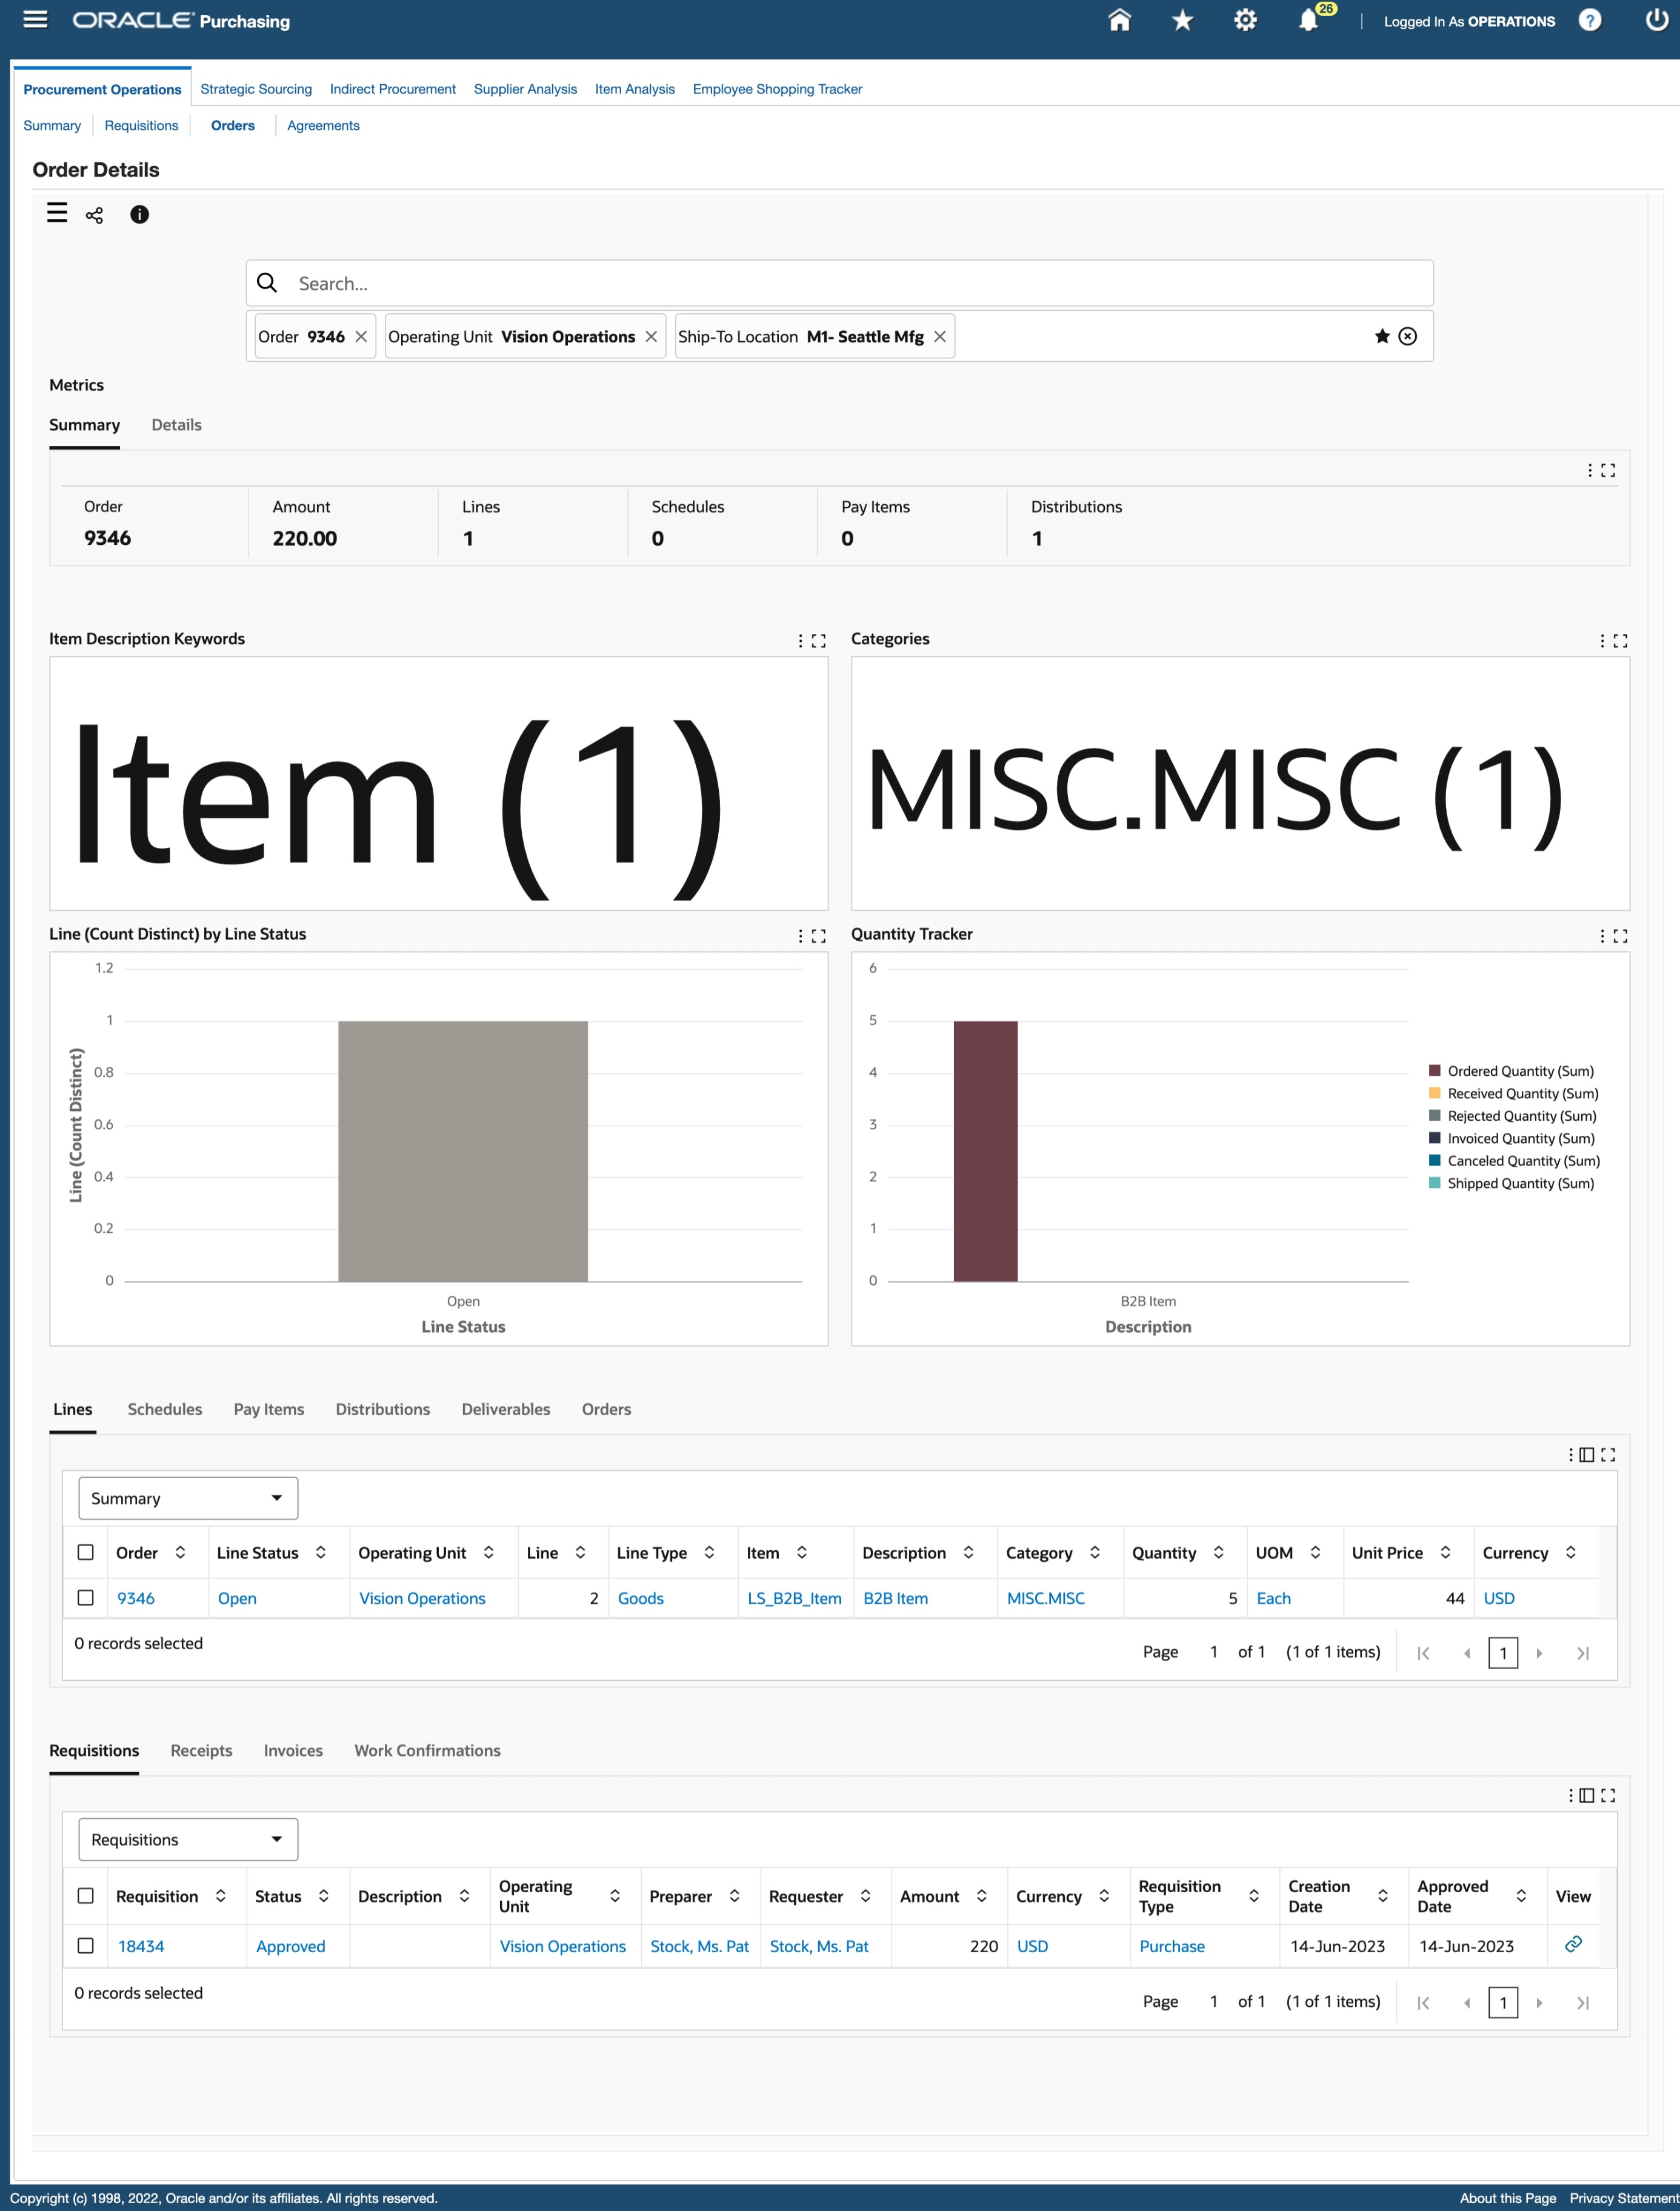 ORACLE Purchasing
26
Logged In As OPERATIONS
?
Procurement Operations Strategic Sourcing Indirect Procurement Supplier Analysis Item Analysis Employee Shopping Tracker
Summary Requisitions Orders Agreements
Order Details
Search...
Order 9346 Operating Unit Vision Operations Ship-To Location M1- Seattle Mfg
Metrics
Summary Details
Order Amount Lines Schedules Pay Items Distributions
9346 220.00 1 0 0 1
Item Description Keywords
Item (1)
Categories
MISC.MISC (1)
Line (Count Distinct) by Line Status
Line (Count Distinct)
1.2
1
0.8
0.6
0.4
0.2
0
Open
Line Status
Quantity Tracker
6
5
4
3
2
1
0
B2B Item
Description
Ordered Quantity (Sum)
Received Quantity (Sum)
Rejected Quantity (Sum)
Invoiced Quantity (Sum)
Canceled Quantity (Sum)
Shipped Quantity (Sum)
Lines Schedules Pay Items Distributions Deliverables Orders
Summary
Order Line Status Operating Unit Line Line Type Item Description Category Quantity UOM Unit Price Currency
9346 Open Vision Operations 2 Goods LS_B2B_Item B2B Item MISC.MISC 5 Each 44 USD
0 records selected
Page 1 of 1 (1 of 1 items) 1
Requisitions Receipts Invoices Work Confirmations
Requisitions
Requisition Status Description Operating Unit Preparer Requester Amount Currency Requisition Type Creation Date Approved Date View
18434 Approved Vision Operations Stock, Ms. Pat Stock, Ms. Pat 220 USD Purchase 14-Jun-2023 14-Jun-2023
0 records selected
Page 1 of 1 (1 of 1 items) 1
Copyright (c) 1998, 2022, Oracle and/or its affiliates. All rights reserved.
About this Page Privacy Statement